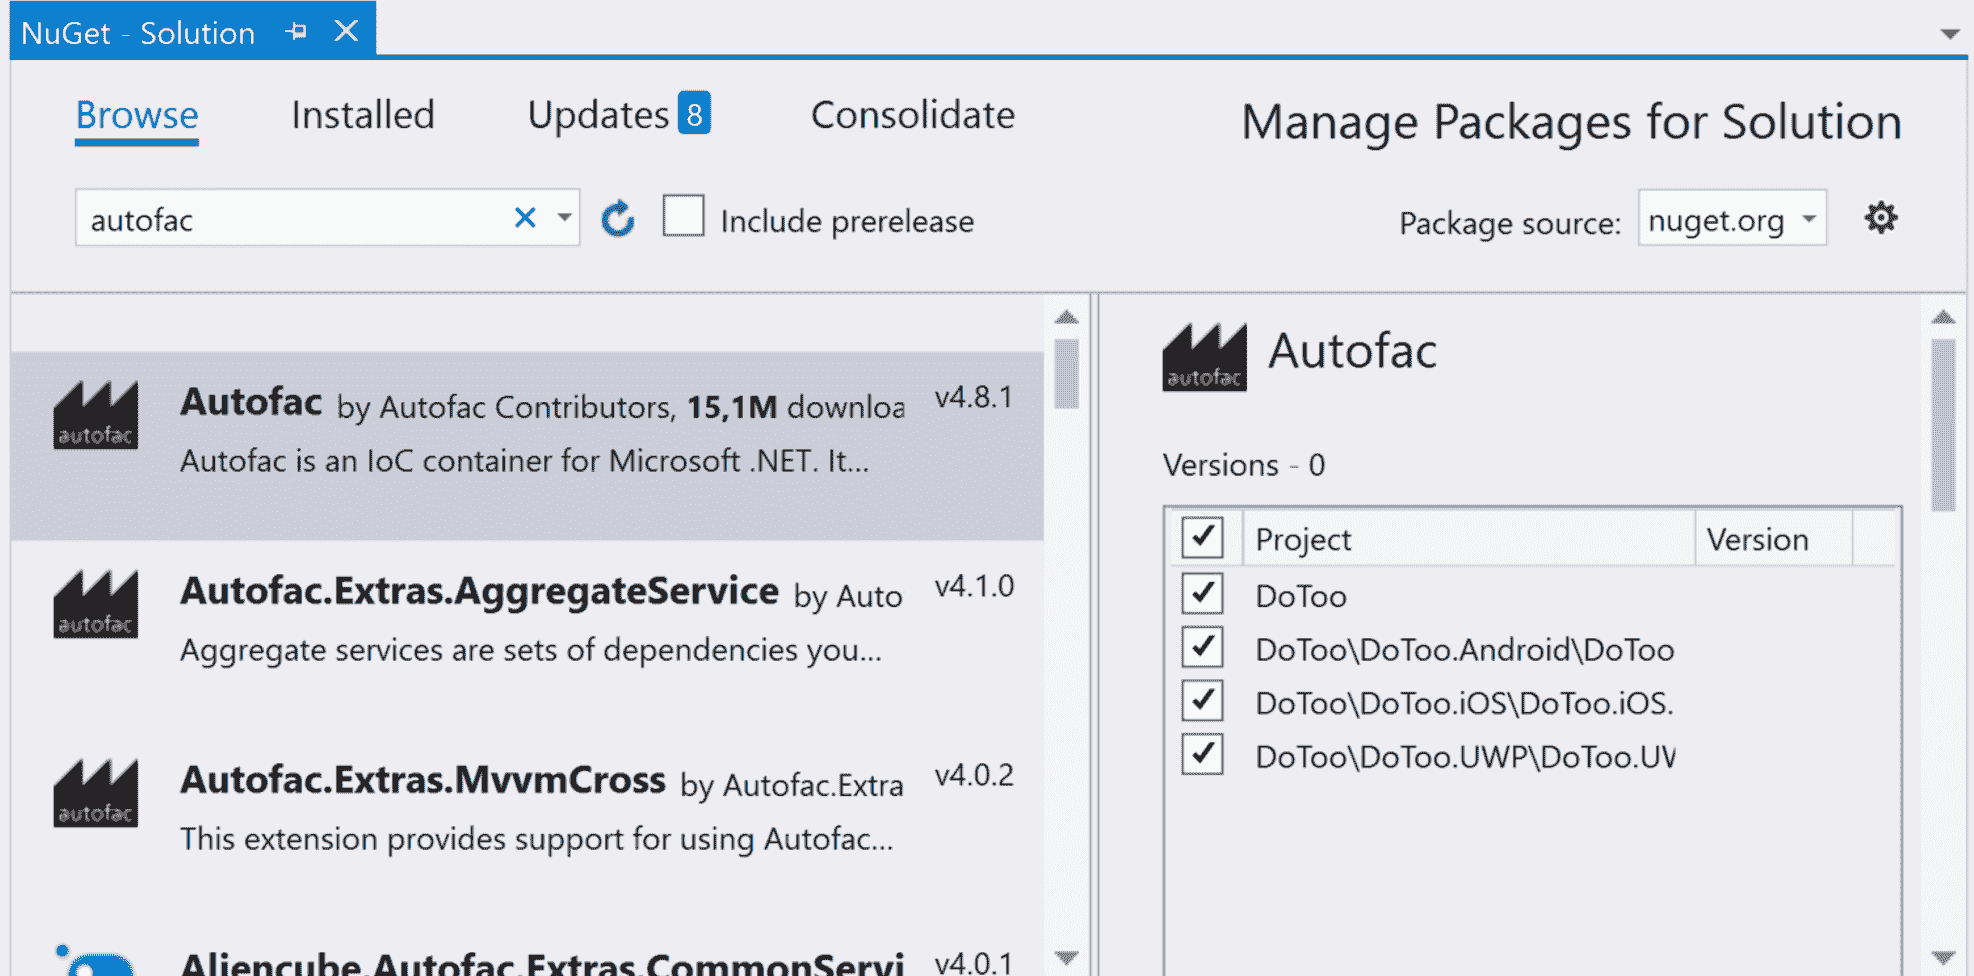 NuGet - Solution
Browse Installed Updates 8 Consolidate
Manage Packages for Solution
autofac
Include prerelease
Package source: nuget.org
autofac
Autofac by Autofac Contributors, 15,1M downloa v4.8.1
Autofac is an IoC container for Microsoft .NET. It...
autofac
Autofac.Extras.AggregateService by Auto v4.1.0
Aggregate services are sets of dependencies you...
autofac
Autofac.Extras.MvvmCross by Autofac.Extra v4.0.2
This extension provides support for using Autofac...
Aliencube.Autofac.Extras.CommonServi v4.0.1
autofac
Autofac
Versions - 0
Project Version
DoToo
DoToo\DoToo.Android\DoToo
DoToo\DoToo.iOS\DoToo.iOS.
DoToo\DoToo.UWP\DoToo.UW